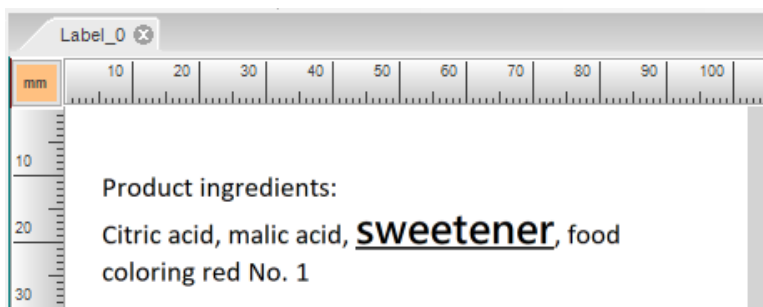 Label_0
mm 10 20 30 40 50 60 70 80 90 100
10
Product ingredients:
20
Citric acid, malic acid, sweetener, food
coloring red No. 1
30